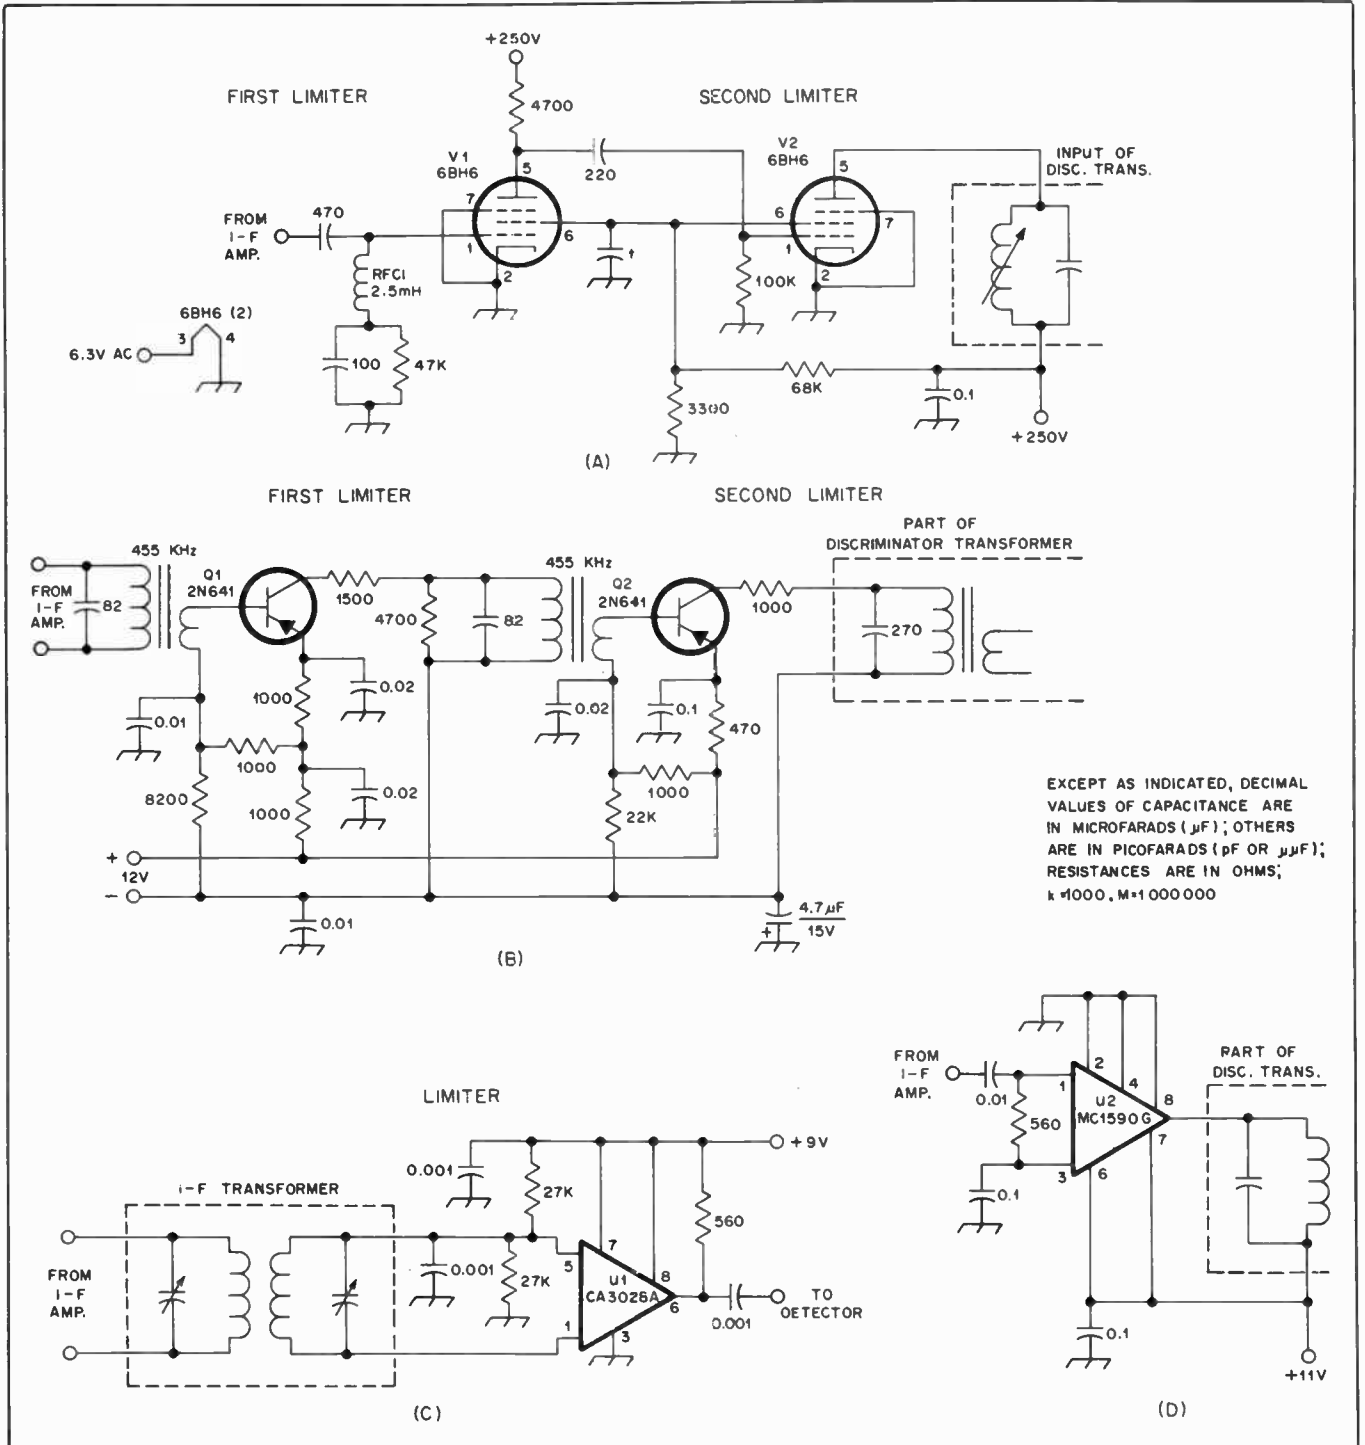 +250V
FIRST LIMITER
4700
SECOND LIMITER
V1
6BH6
5
220
V2
6BH6
5
INPUT OF
DISC. TRANS.
FROM
I-F
AMP.
470
7
1
6
2
†
6
1
7
2
100K
RFC1
2.5mH
6BH6 (2)
3
4
6.3V AC
100
47K
68K
0.1
3300
+250V
(A)
FIRST LIMITER
SECOND LIMITER
PART OF
DISCRIMINATOR TRANSFORMER
455 KHz
Q1
2N641
455 KHz
Q2
2N641
FROM
I-F
AMP.
82
1500
4700
82
1000
270
0.01
1000
0.02
0.02
0.1
470
1000
8200
1000
0.02
1000
22K
+
12V
-
0.01
4.7µF
15V
+
(B)
EXCEPT AS INDICATED, DECIMAL
VALUES OF CAPACITANCE ARE
IN MICROFARADS (µF); OTHERS
ARE IN PICOFARADS (pF OR µµF);
RESISTANCES ARE IN OHMS;
k=1000, M=1000000
LIMITER
+9V
0.001
27K
560
I-F TRANSFORMER
FROM
I-F
AMP.
0.001
27K
5
7
8
U1
CA3028A
6
1
3
0.001
TO
DETECTOR
(C)
FROM
I-F
AMP.
0.01
560
0.1
1
2
4
8
U2
MC1590G
7
3
6
PART OF
DISC. TRANS.
0.1
+11V
(D)